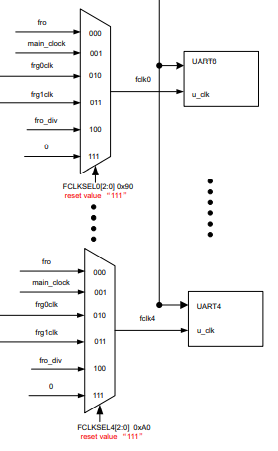 fro
000
main_clock
001
frg0clk
010
fclk0
UART0
u_clk
frg1clk
011
fro_div
100
0
111
FCLKSEL0[2:0] 0x90
reset value “111”
fro
000
main_clock
001
frg0clk
010
fclk4
UART4
u_clk
frg1clk
011
fro_div
100
0
111
FCLKSEL4[2:0] 0xA0
reset value “111”